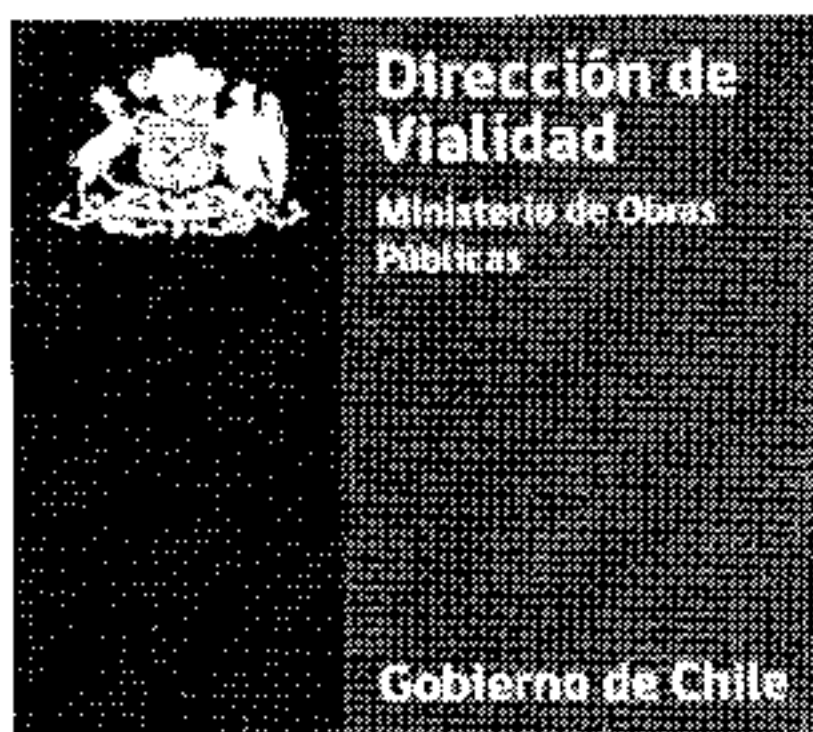 Dirección de
Vialidad
Ministerio de Obras
Públicas
Gobierno de Chile